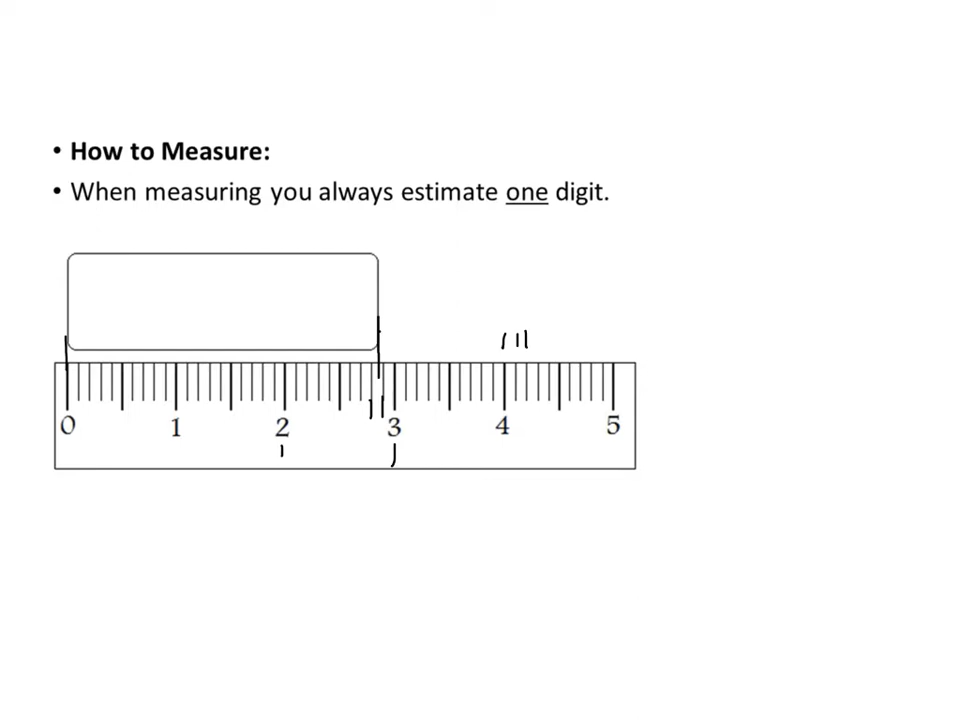 • How to Measure:
• When measuring you always estimate one digit.
0 1 2 3 4 5